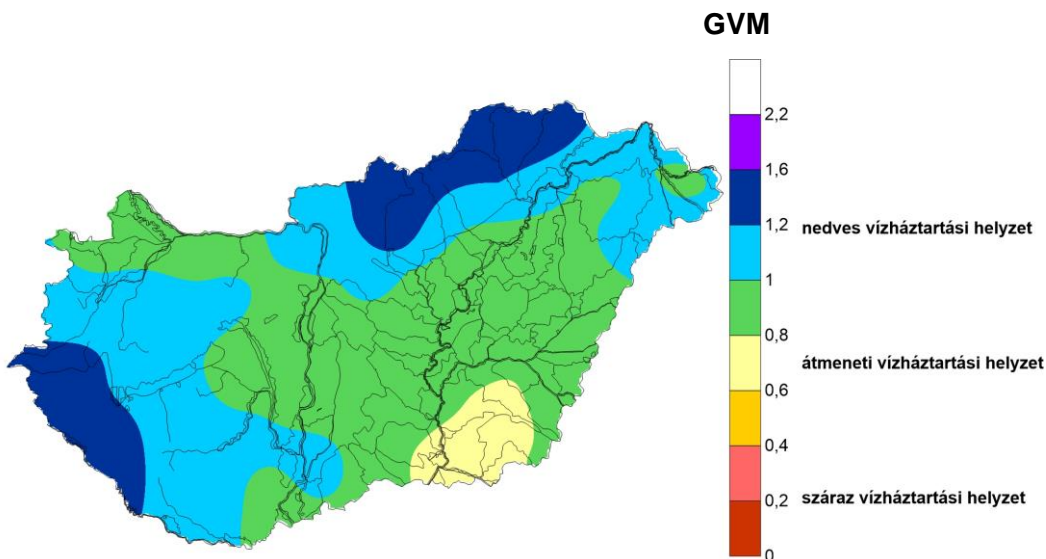 GVM
2,2
1,6
1,2
nedves vízháztartási helyzet
1
0,8
átmeneti vízháztartási helyzet
0,6
0,4
száraz vízháztartási helyzet
0,2
0